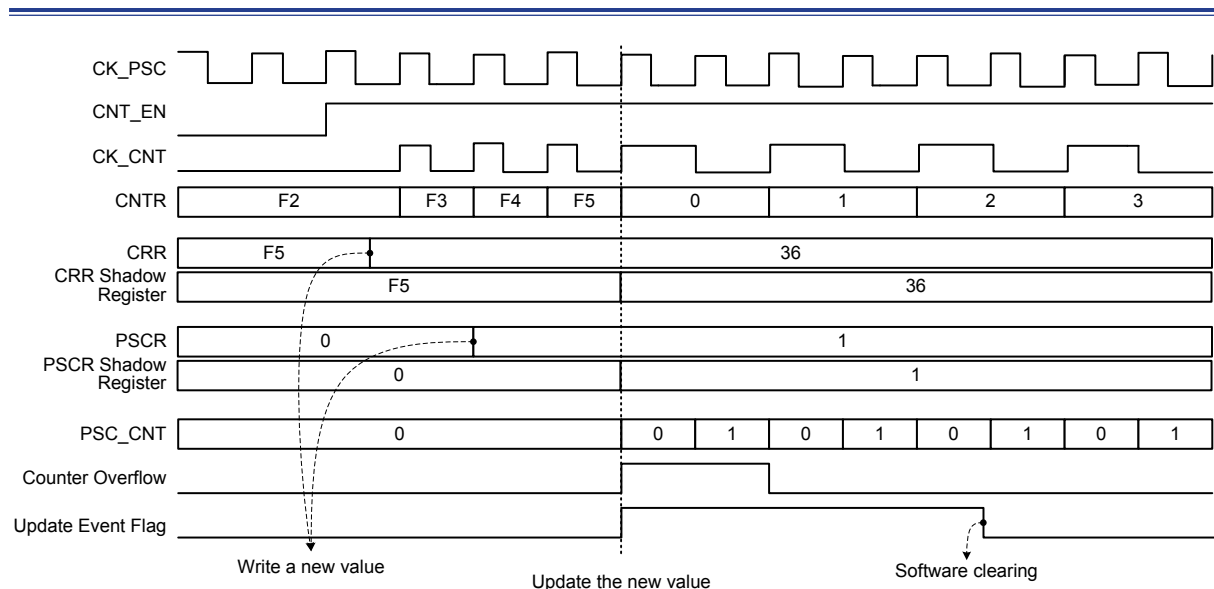 CK_PSC
CNT_EN
CK_CNT
CNTR F2 F3 F4 F5 0 1 2 3
CRR F5 36
CRR Shadow
Register F5 36
PSCR 0 1
PSCR Shadow
Register 0 1
PSC_CNT 0 0 1 0 1 0 1 0 1
Counter Overflow
Update Event Flag
Write a new value
Update the new value
Software clearing